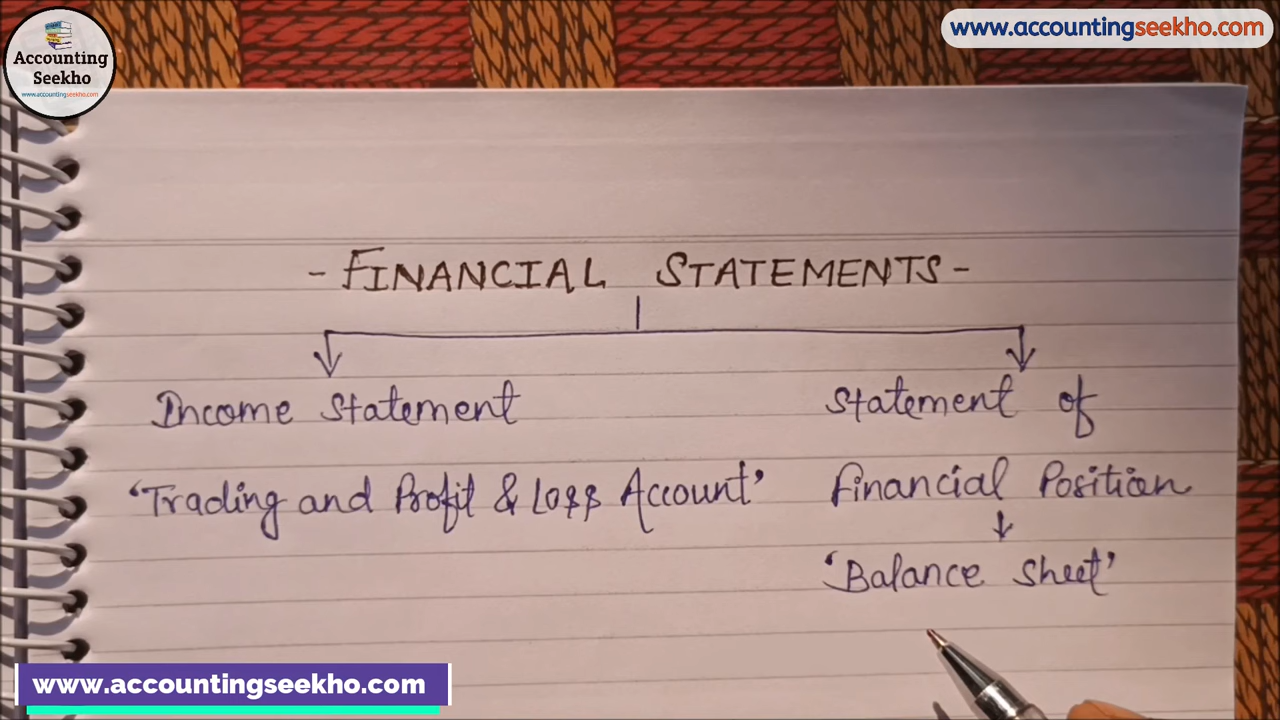 Accounting
Seekho
www.accountingseekho.com
www.accountingseekho.com
- FINANCIAL STATEMENTS -
Income Statement
Statement of
'Trading and Profit & Loss Account'
Financial Position
'Balance Sheet'
www.accountingseekho.com